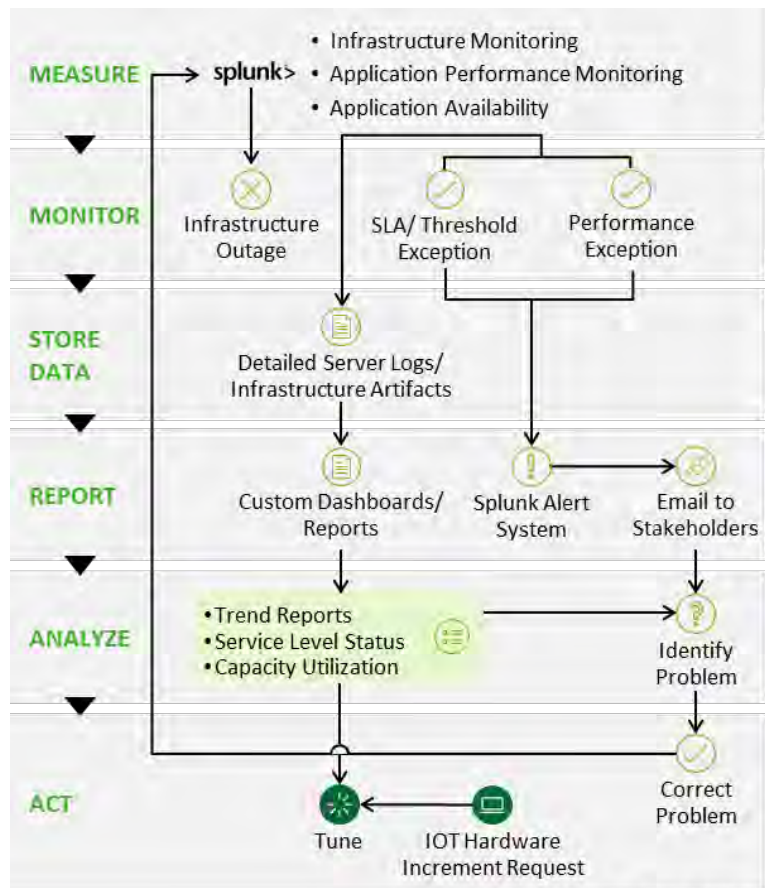 MEASURE
splunk>
• Infrastructure Monitoring
• Application Performance Monitoring
• Application Availability
MONITOR
Infrastructure
Outage
SLA/ Threshold
Exception
Performance
Exception
STORE
DATA
Detailed Server Logs/
Infrastructure Artifacts
REPORT
Custom Dashboards/
Reports
Splunk Alert
System
Email to
Stakeholders
ANALYZE
•Trend Reports
•Service Level Status
•Capacity Utilization
Identify
Problem
ACT
Tune
IOT Hardware
Increment Request
Correct
Problem